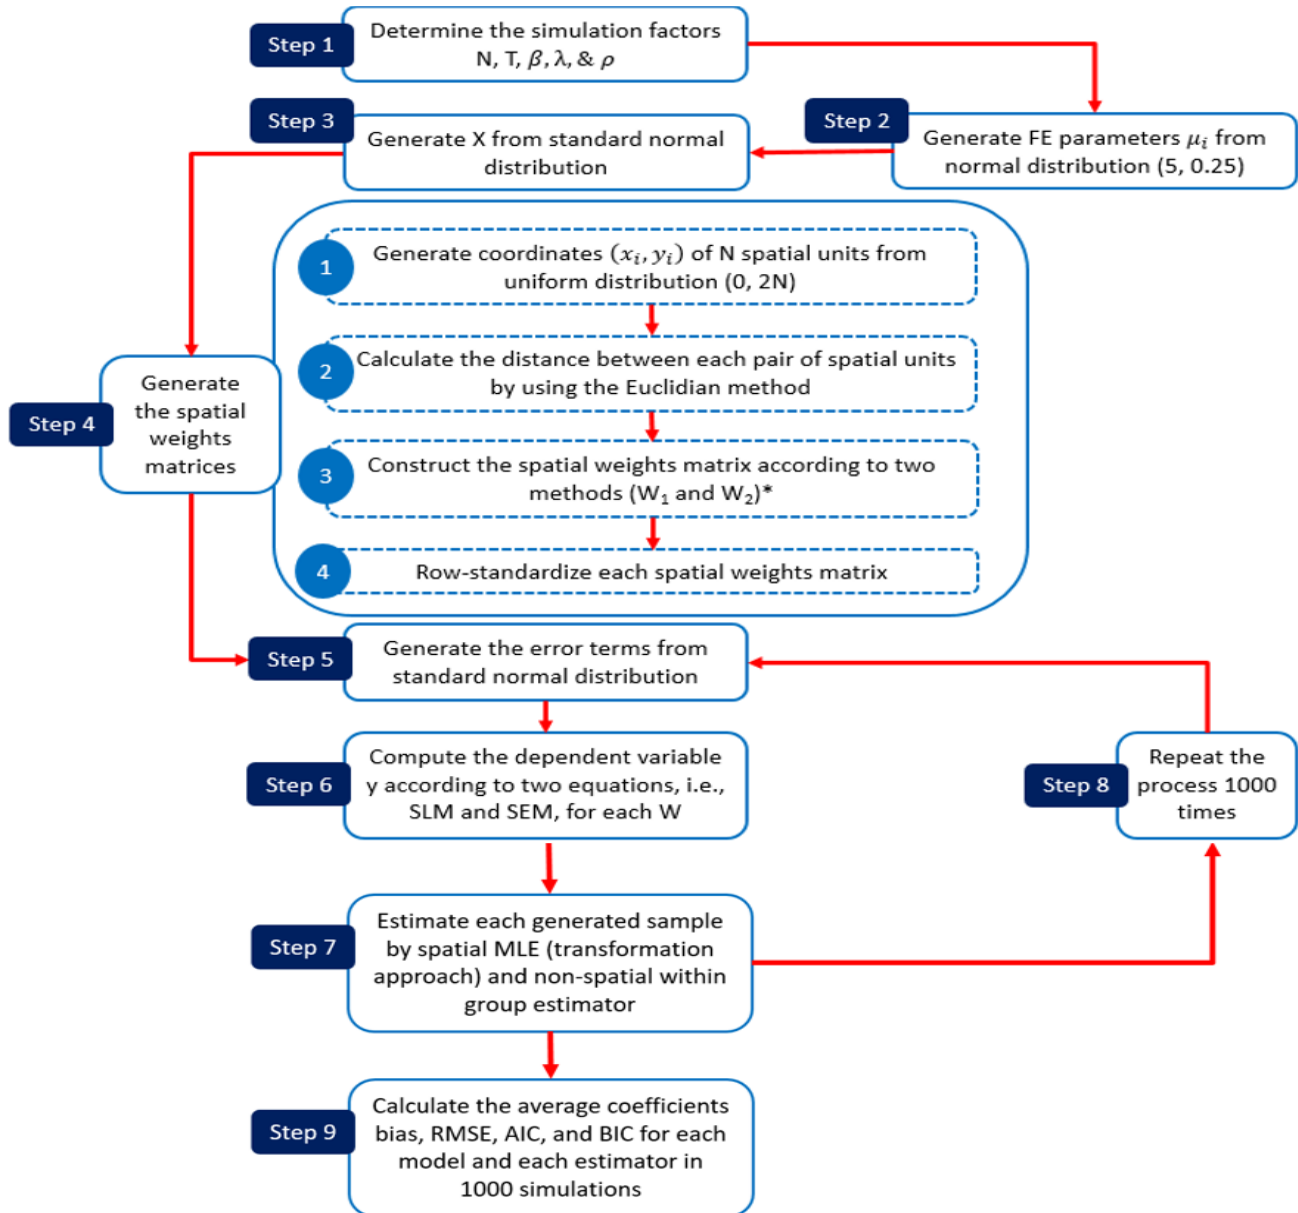 Step 1
Determine the simulation factors
N, T, β, λ, & ρ
Step 2
Generate FE parameters μᵢ from
normal distribution (5, 0.25)
Step 3
Generate X from standard normal
distribution
Step 4
Generate
the spatial
weights
matrices
1
Generate coordinates (xᵢ, yᵢ) of N spatial units from
uniform distribution (0, 2N)
2
Calculate the distance between each pair of spatial units
by using the Euclidian method
3
Construct the spatial weights matrix according to two
methods (W₁ and W₂)*
4
Row-standardize each spatial weights matrix
Step 5
Generate the error terms from
standard normal distribution
Step 6
Compute the dependent variable
y according to two equations, i.e.,
SLM and SEM, for each W
Step 7
Estimate each generated sample
by spatial MLE (transformation
approach) and non-spatial within
group estimator
Step 8
Repeat the
process 1000
times
Step 9
Calculate the average coefficients
bias, RMSE, AIC, and BIC for each
model and each estimator in
1000 simulations